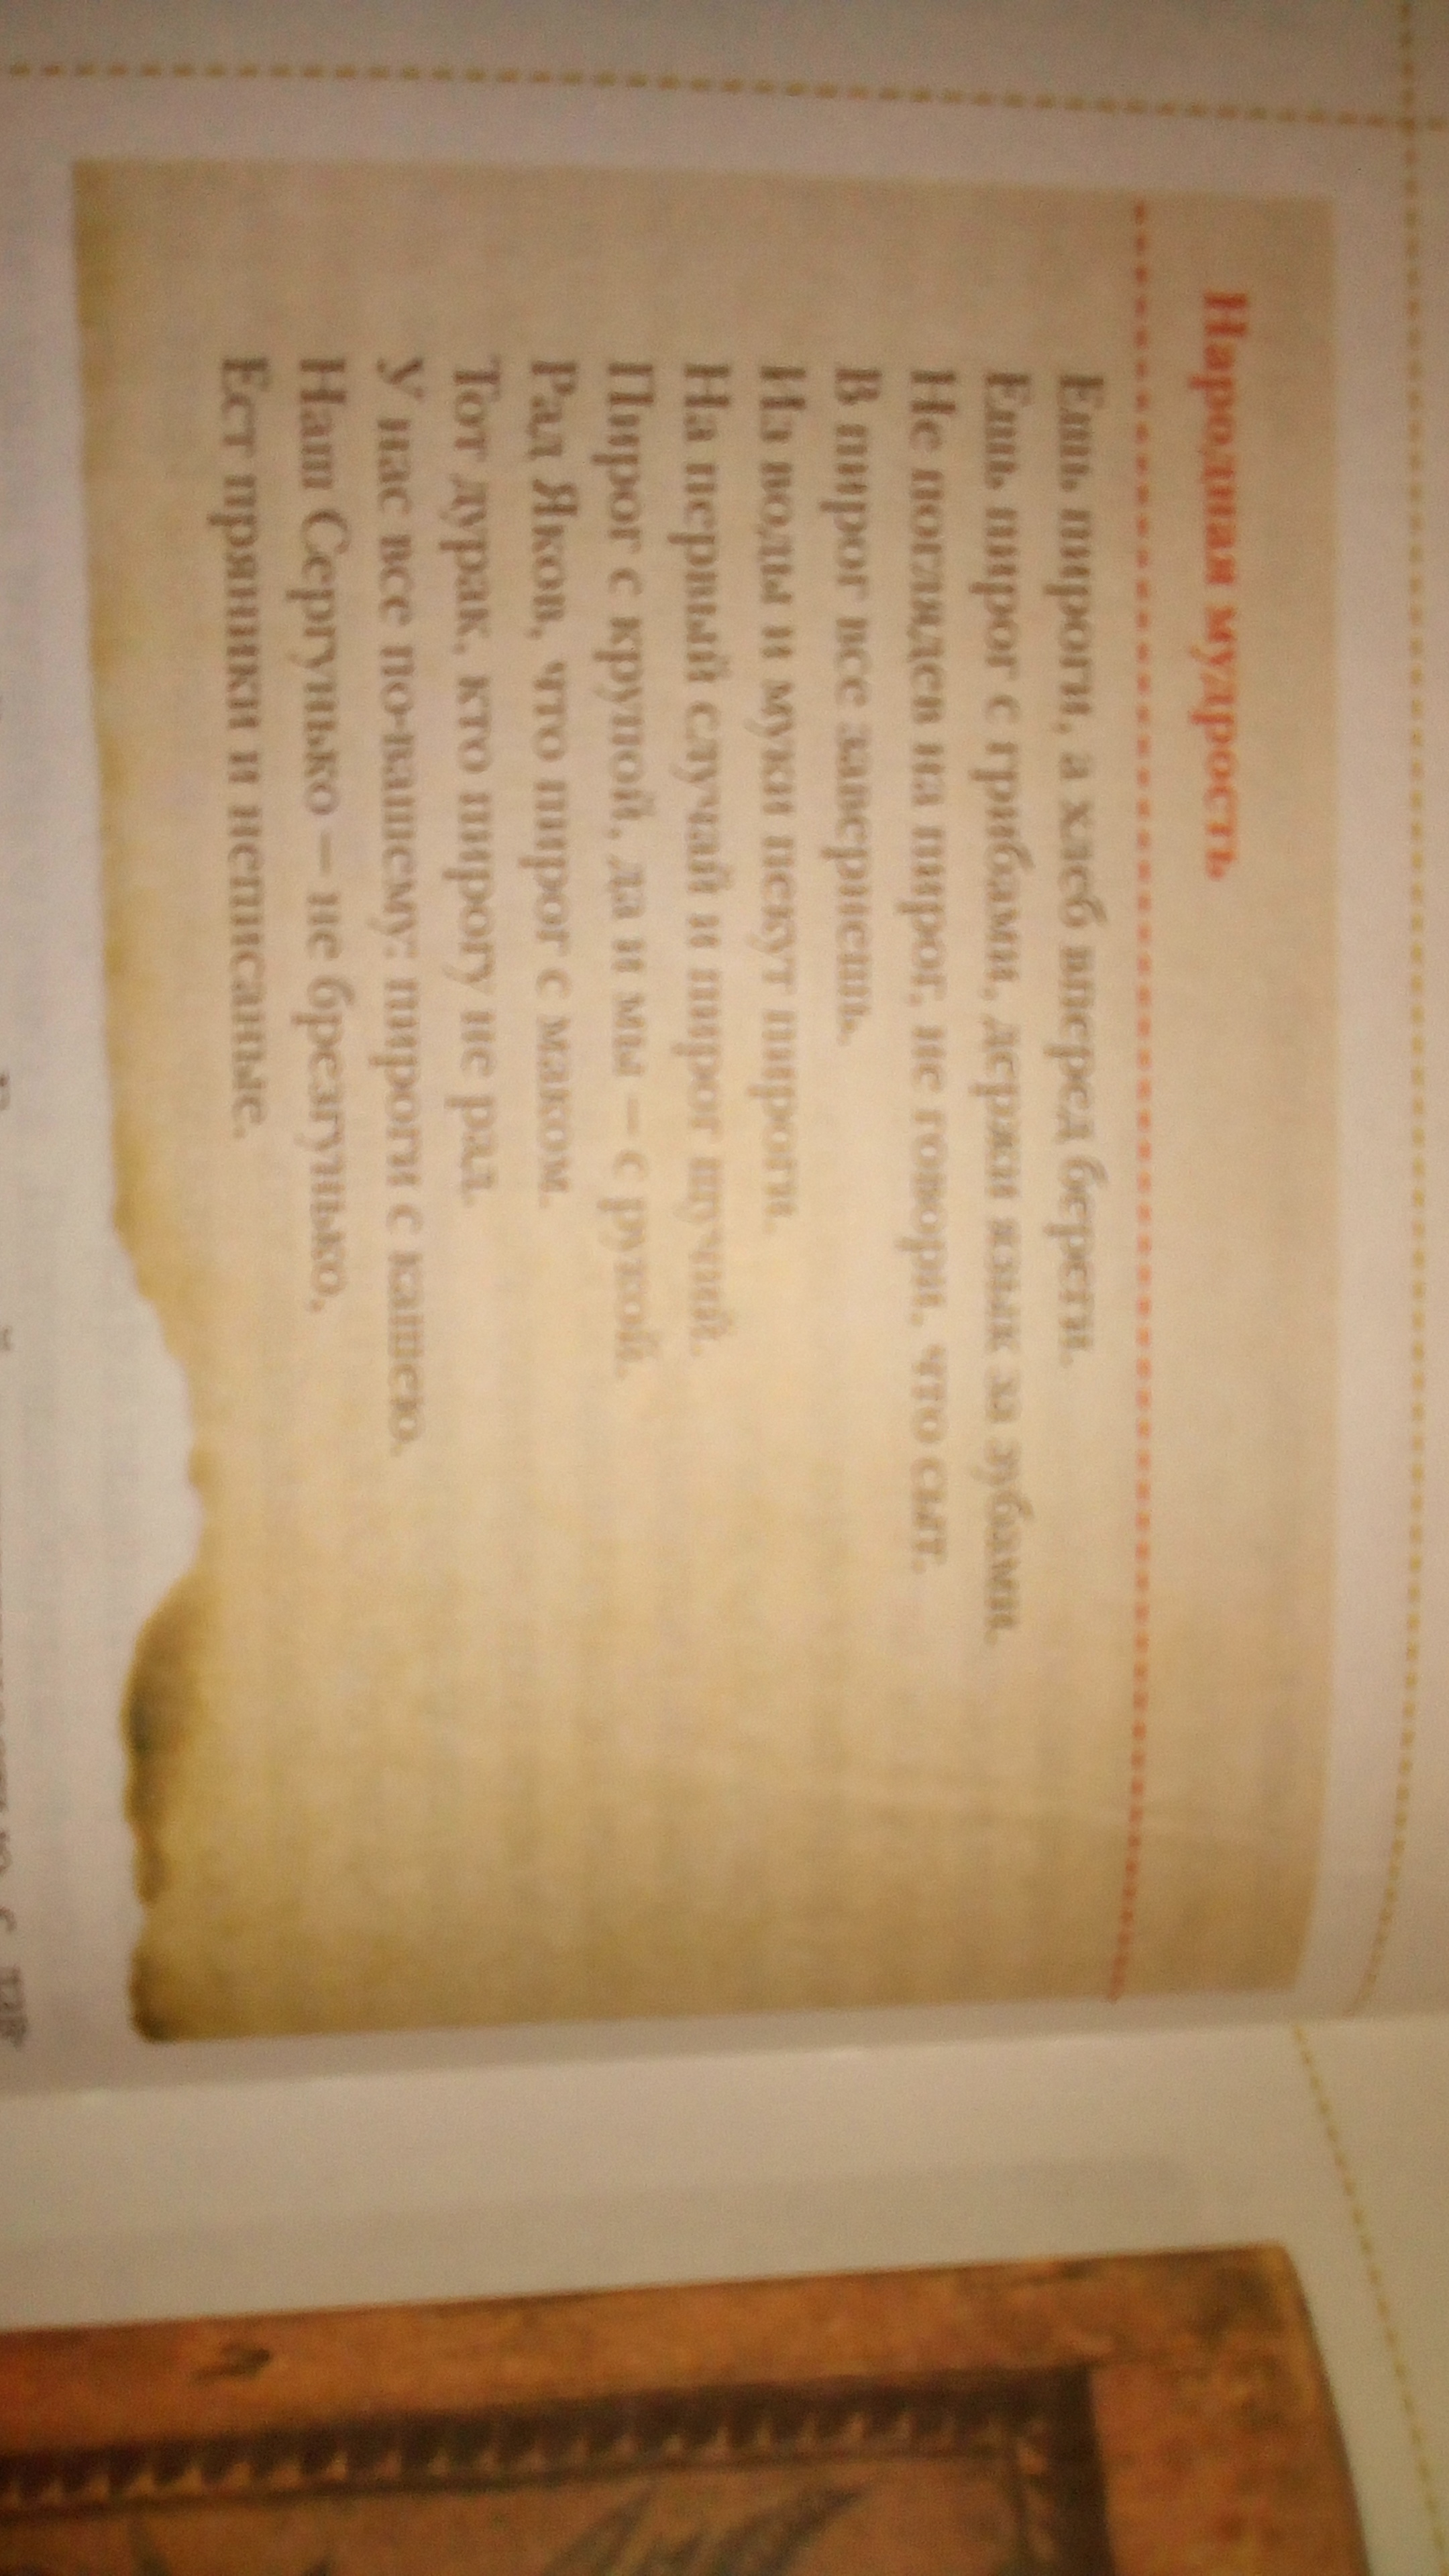 Народная мудрость
Ешь пироги, а хлеб вперед береги.
Ешь пирог с грибами, держи язык за зубами.
Не поглядев на пирог, не говори, что сыт.
В пирог все завернешь.
Из воды и муки пекут пироги.
На первый случай и пирог щучий.
Пирог с крупой, да и мы — с рукой.
Рад Яков, что пирог с маком.
Тот дурак, кто пирогу не рад.
У нас все по-вашему: пироги с кашею.
Наш Сергунько — не брезгунько,
Ест пряники и неписаные.